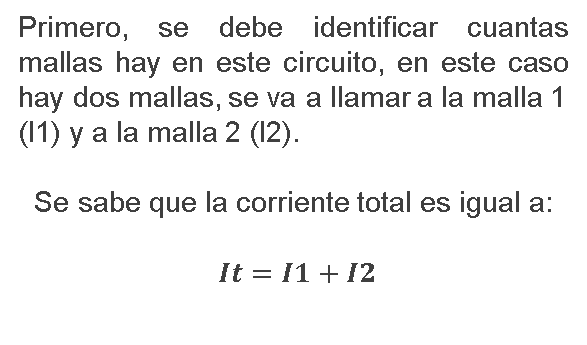 Primero, se debe identificar cuantas
mallas hay en este circuito, en este caso
hay dos mallas, se va a llamar a la malla 1
(I1) y a la malla 2 (I2).
Se sabe que la corriente total es igual a:
It = I1 + I2